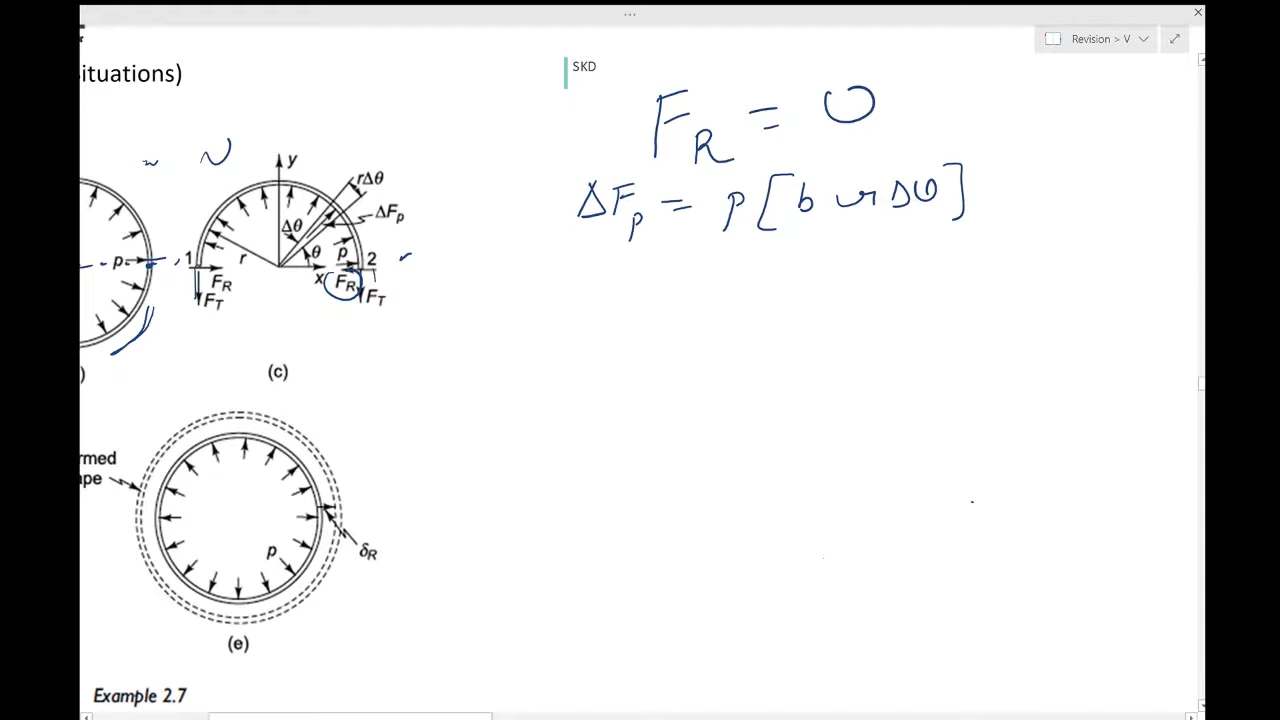 ituations)
Revision > V
SKD
F_R = 0
ΔF_p = p[b r Δθ]
y
rΔθ
ΔF_p
Δθ
θ
p
r
1
2
x
F_R
F_T
F_R
F_T
p
(c)
)
rmed
ape
p
δ_R
(e)
Example 2.7